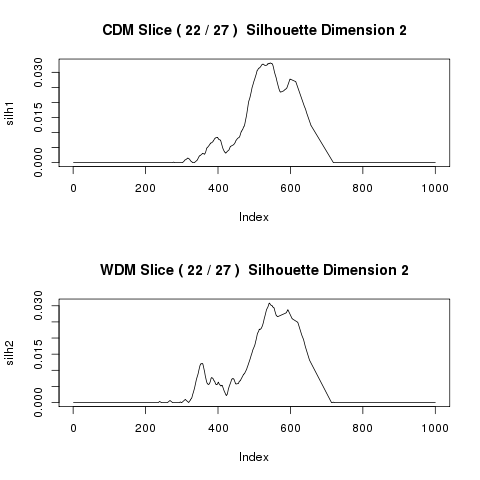 CDM Slice ( 22 / 27 )  Silhouette Dimension 2
silh1
0.030
0.015
0.000
0 200 400 600 800 1000
Index
WDM Slice ( 22 / 27 )  Silhouette Dimension 2
silh2
0.030
0.015
0.000
0 200 400 600 800 1000
Index